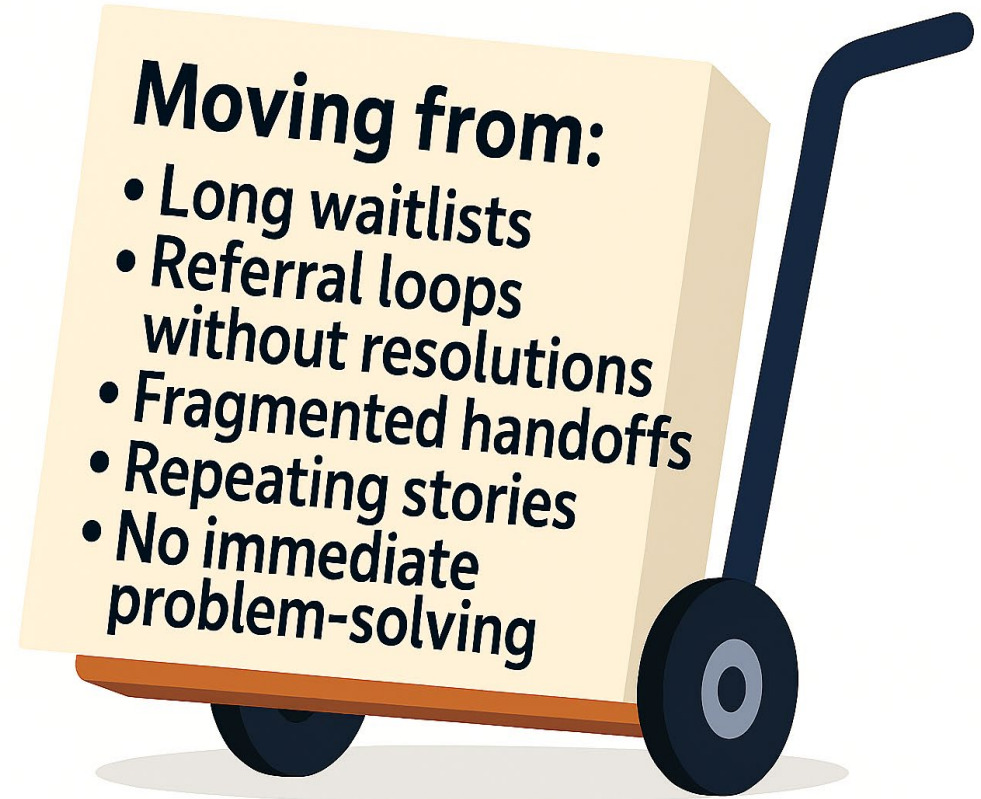 Moving from:
• Long waitlists
• Referral loops
without resolutions
• Fragmented handoffs
• Repeating stories
• No immediate
problem-solving